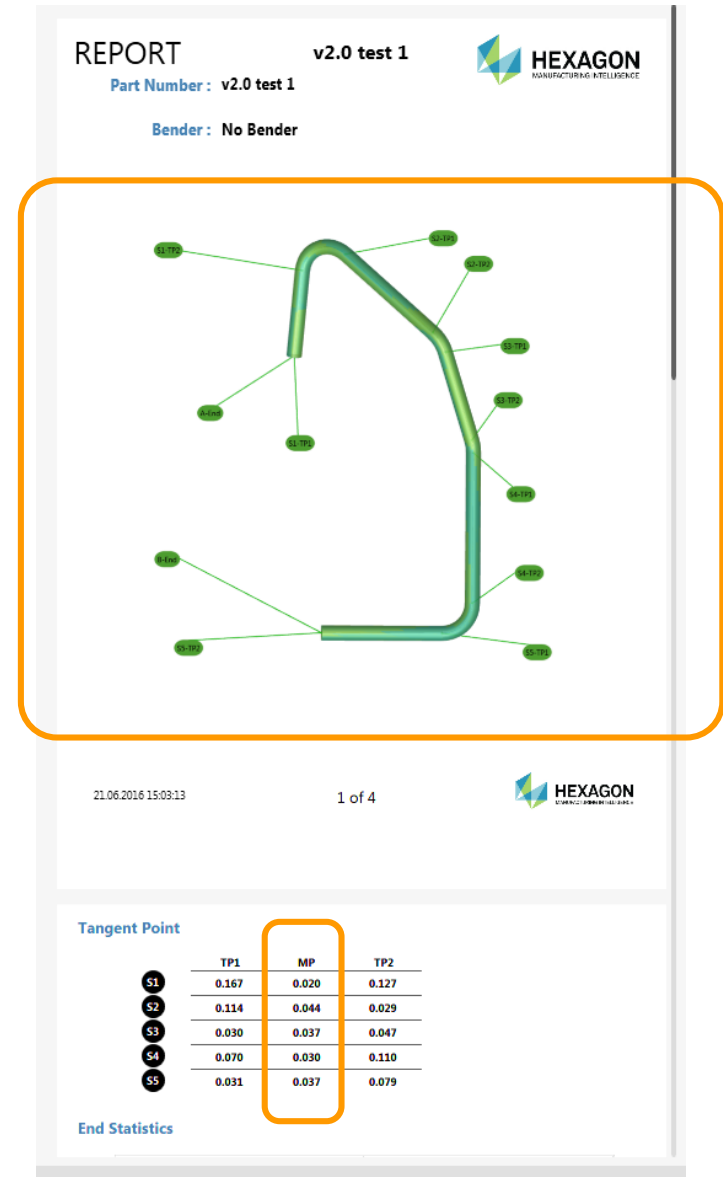 REPORT
v2.0 test 1
HEXAGON
MANUFACTURING INTELLIGENCE
Part Number : v2.0 test 1
Bender : No Bender
S1-TP2
S2-TP1
S2-TP2
S3-TP1
S3-TP2
A-End
S1-TP1
S4-TP1
B-End
S4-TP2
S5-TP2
S5-TP1
21.06.2016 15:03:13
1 of 4
HEXAGON
MANUFACTURING INTELLIGENCE
Tangent Point
TP1 MP TP2
S1 0.167 0.020 0.127
S2 0.114 0.044 0.029
S3 0.030 0.037 0.047
S4 0.070 0.030 0.110
S5 0.031 0.037 0.079
End Statistics